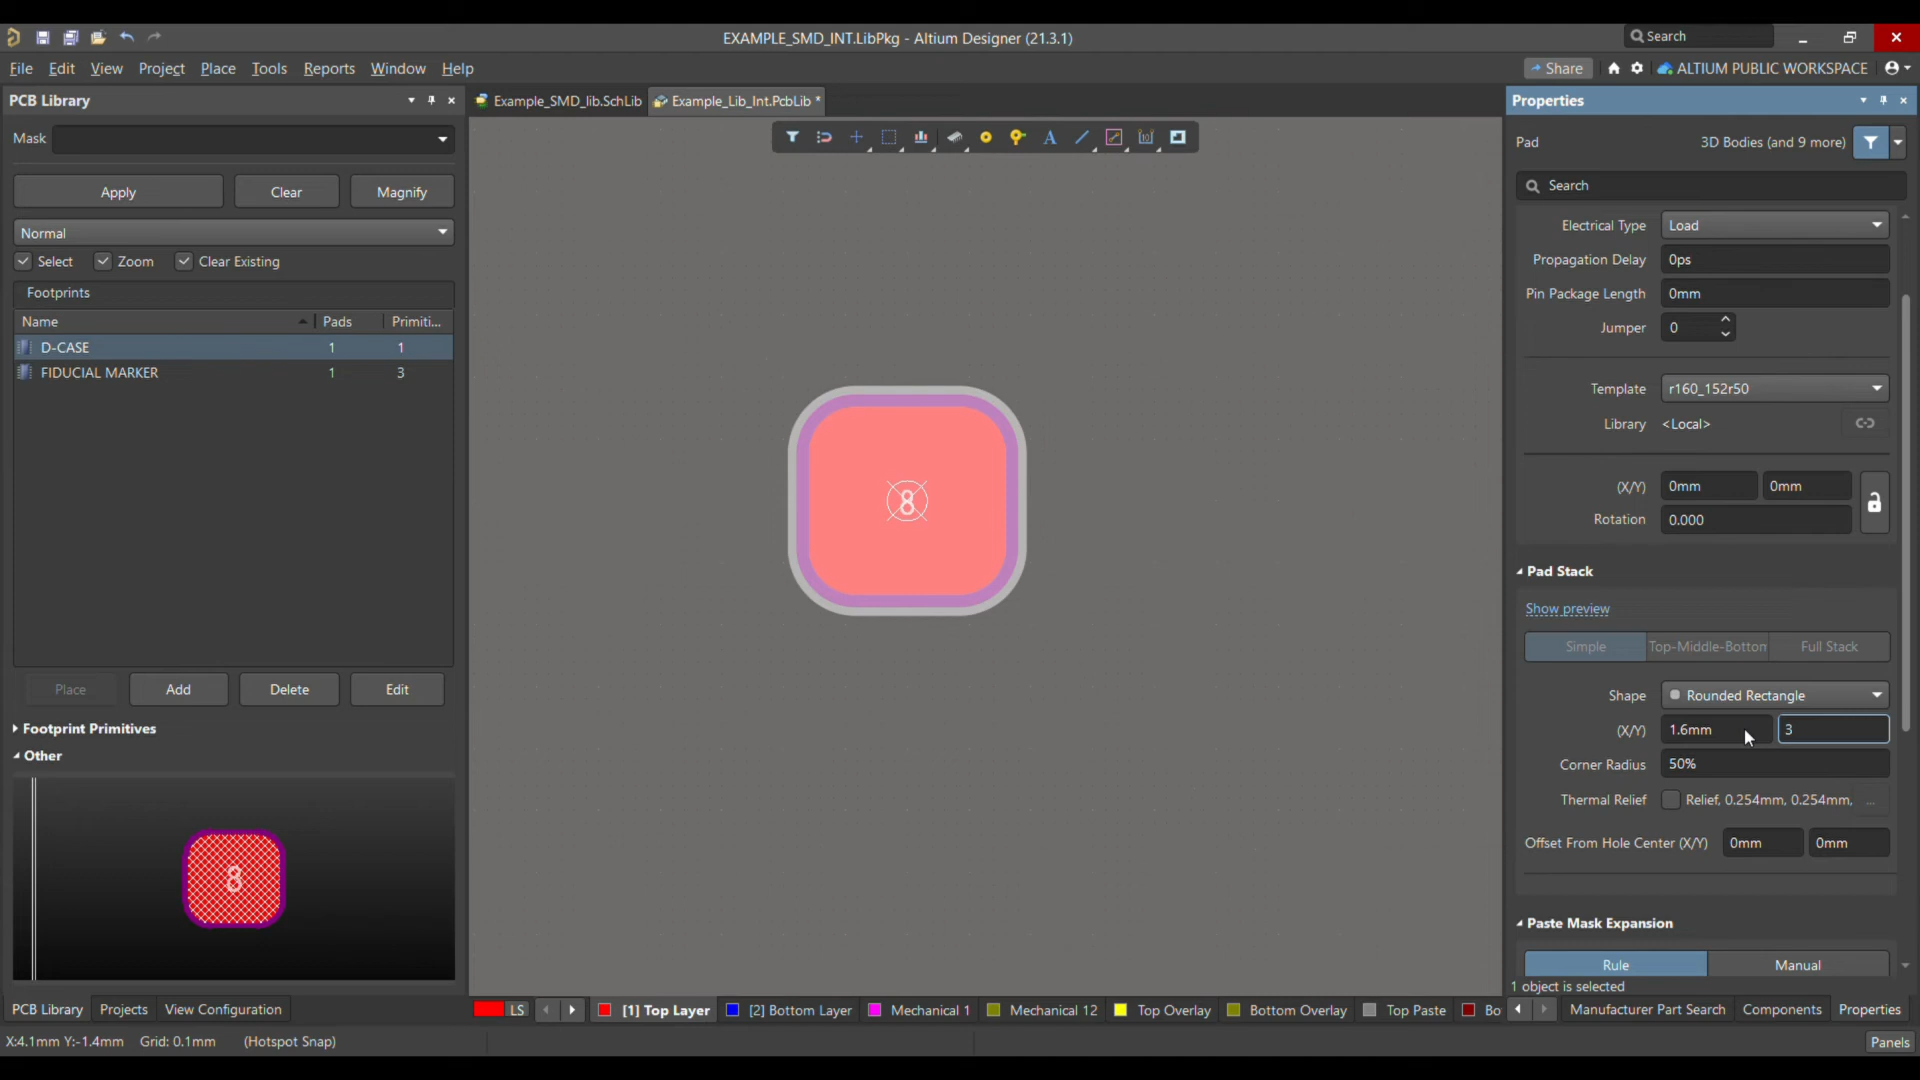 EXAMPLE_SMD_INT.LibPkg - Altium Designer (21.3.1)
Search
File Edit View Project Place Tools Reports Window Help
Share
ALTIUM PUBLIC WORKSPACE
PCB Library
Mask
Apply Clear Magnify
Normal
Select Zoom Clear Existing
Footprints
Name Pads Primiti...
D-CASE 1 1
FIDUCIAL MARKER 1 3
Place Add Delete Edit
Footprint Primitives
Other
8
PCB Library Projects View Configuration
X:4.1mm Y:-1.4mm Grid: 0.1mm (Hotspot Snap)
Example_SMD_lib.SchLib Example_Lib_Int.PcbLib *
8
LS [1] Top Layer [2] Bottom Layer Mechanical 1 Mechanical 12 Top Overlay Bottom Overlay Top Paste Bo
Properties
Pad 3D Bodies (and 9 more)
Search
Electrical Type Load
Propagation Delay 0ps
Pin Package Length 0mm
Jumper 0
Template r160_152r50
Library <Local>
(X/Y) 0mm 0mm
Rotation 0.000
Pad Stack
Show preview
Simple Top-Middle-Botton Full Stack
Shape Rounded Rectangle
(X/Y) 1.6mm 3
Corner Radius 50%
Thermal Relief Relief, 0.254mm, 0.254mm, ...
Offset From Hole Center (X/Y) 0mm 0mm
Paste Mask Expansion
Rule Manual
1 object is selected
Manufacturer Part Search Components Properties
Panels